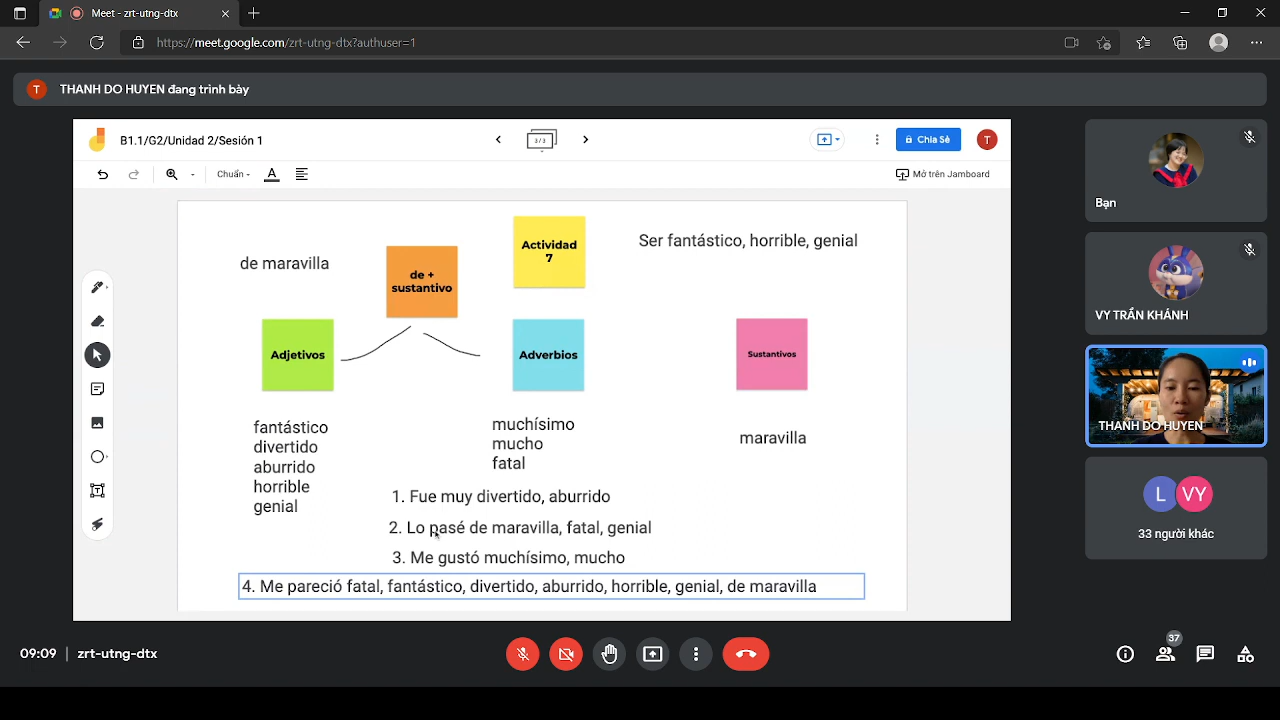 Meet - zrt-utng-dtx
https://meet.google.com/zrt-utng-dtx?authuser=1
T THANH DO HUYEN đang trình bày
B1.1/G2/Unidad 2/Sesión 1
3/3
Chia Sẻ
T
Chuẩn
A
Mở trên Jamboard
Actividad
7
Ser fantástico, horrible, genial
de maravilla
de +
sustantivo
Adjetivos
Adverbios
Sustantivos
fantástico
divertido
aburrido
horrible
genial
muchísimo
mucho
fatal
maravilla
1. Fue muy divertido, aburrido
2. Lo pasé de maravilla, fatal, genial
3. Me gustó muchísimo, mucho
4. Me pareció fatal, fantástico, divertido, aburrido, horrible, genial, de maravilla
Bạn
VY TRẦN KHÁNH
THANH DO HUYEN
L VY
33 người khác
09:09 | zrt-utng-dtx
37